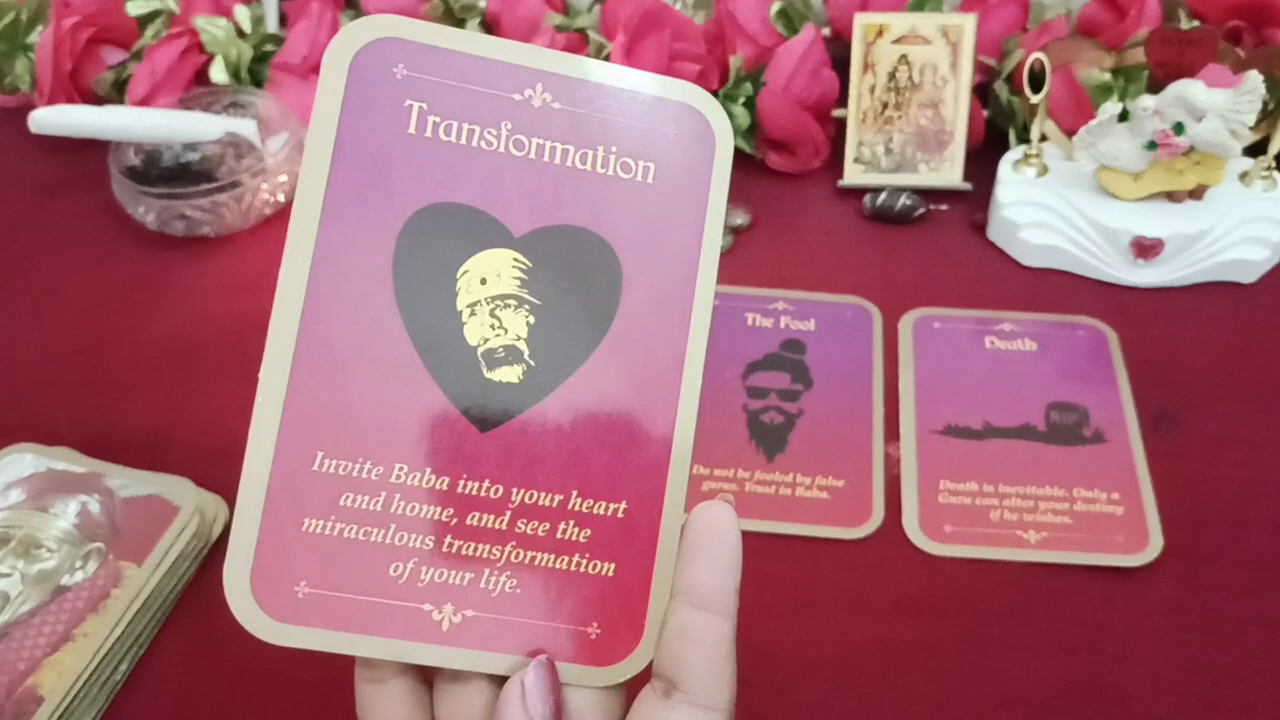 Transformation
Invite Baba into your heart
and home, and see the
miraculous transformation
of your life.
The Fool
Do not be fooled by false
gurus. Trust in Baba.
Death
RIP
Death is inevitable. Only a
Guru can alter your destiny
if he wishes.